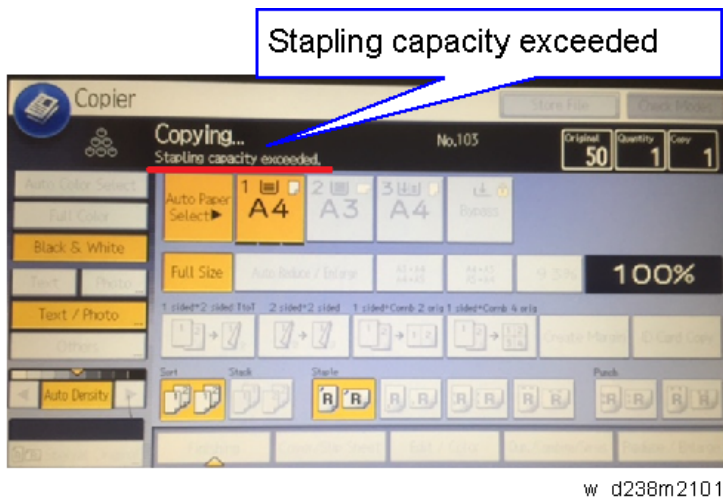 Stapling capacity exceeded
Copier
Store File
Check Modes
Copying...
No.103
Original
Quantity
Copy
Stapling capacity exceeded.
50
1
1
Auto Color Select
Full Color
Black & White
Text
Photo
Text / Photo
Others
Auto Density
Auto Paper
Select▶
1
A4
2
A3
3
A4
Bypass
Full Size
Auto Reduce / Enlarge
100%
1 sided→2 sided TtoT
2 sided→2 sided
1 sided→Comb 2 orig
1 sided→Comb 4 orig
Create Margin
ID Card Copy
Sort
Stack
Staple
Punch
w_d238m2101